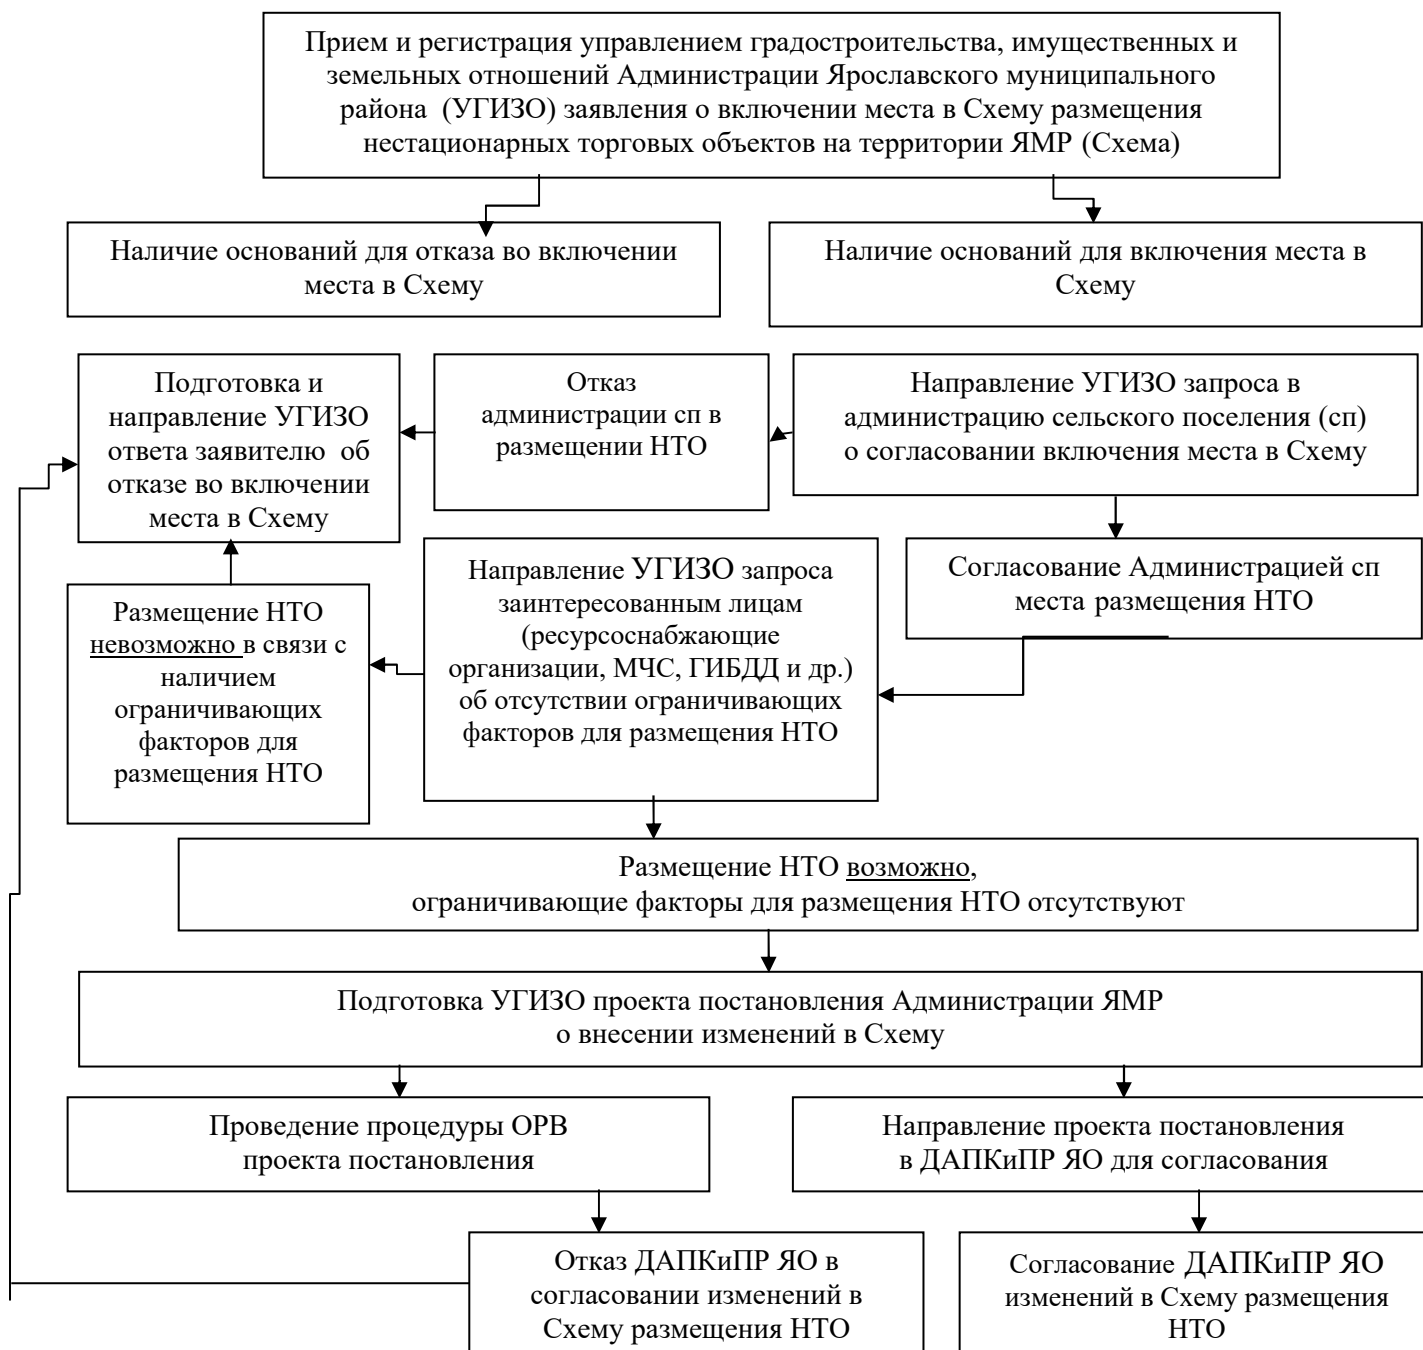 Прием и регистрация управлением градостроительства, имущественных и
земельных отношений Администрации Ярославского муниципального
района (УГИЗО) заявления о включении места в Схему размещения
нестационарных торговых объектов на территории ЯМР (Схема)
Наличие оснований для отказа во включении
места в Схему
Наличие оснований для включения места в
Схему
Подготовка и
направление УГИЗО
ответа заявителю об
отказе во включении
места в Схему
Отказ
администрации сп в
размещении НТО
Направление УГИЗО запроса в
администрацию сельского поселения (сп)
о согласовании включения места в Схему
Размещение НТО
невозможно в связи с
наличием
ограничивающих
факторов для
размещения НТО
Направление УГИЗО запроса
заинтересованным лицам
(ресурсоснабжающие
организации, МЧС, ГИБДД и др.)
об отсутствии ограничивающих
факторов для размещения НТО
Согласование Администрацией сп
места размещения НТО
Размещение НТО возможно,
ограничивающие факторы для размещения НТО отсутствуют
Подготовка УГИЗО проекта постановления Администрации ЯМР
о внесении изменений в Схему
Проведение процедуры ОРВ
проекта постановления
Направление проекта постановления
в ДАПКиПР ЯО для согласования
Отказ ДАПКиПР ЯО в
согласовании изменений в
Схему размещения НТО
Согласование ДАПКиПР ЯО
изменений в Схему размещения
НТО